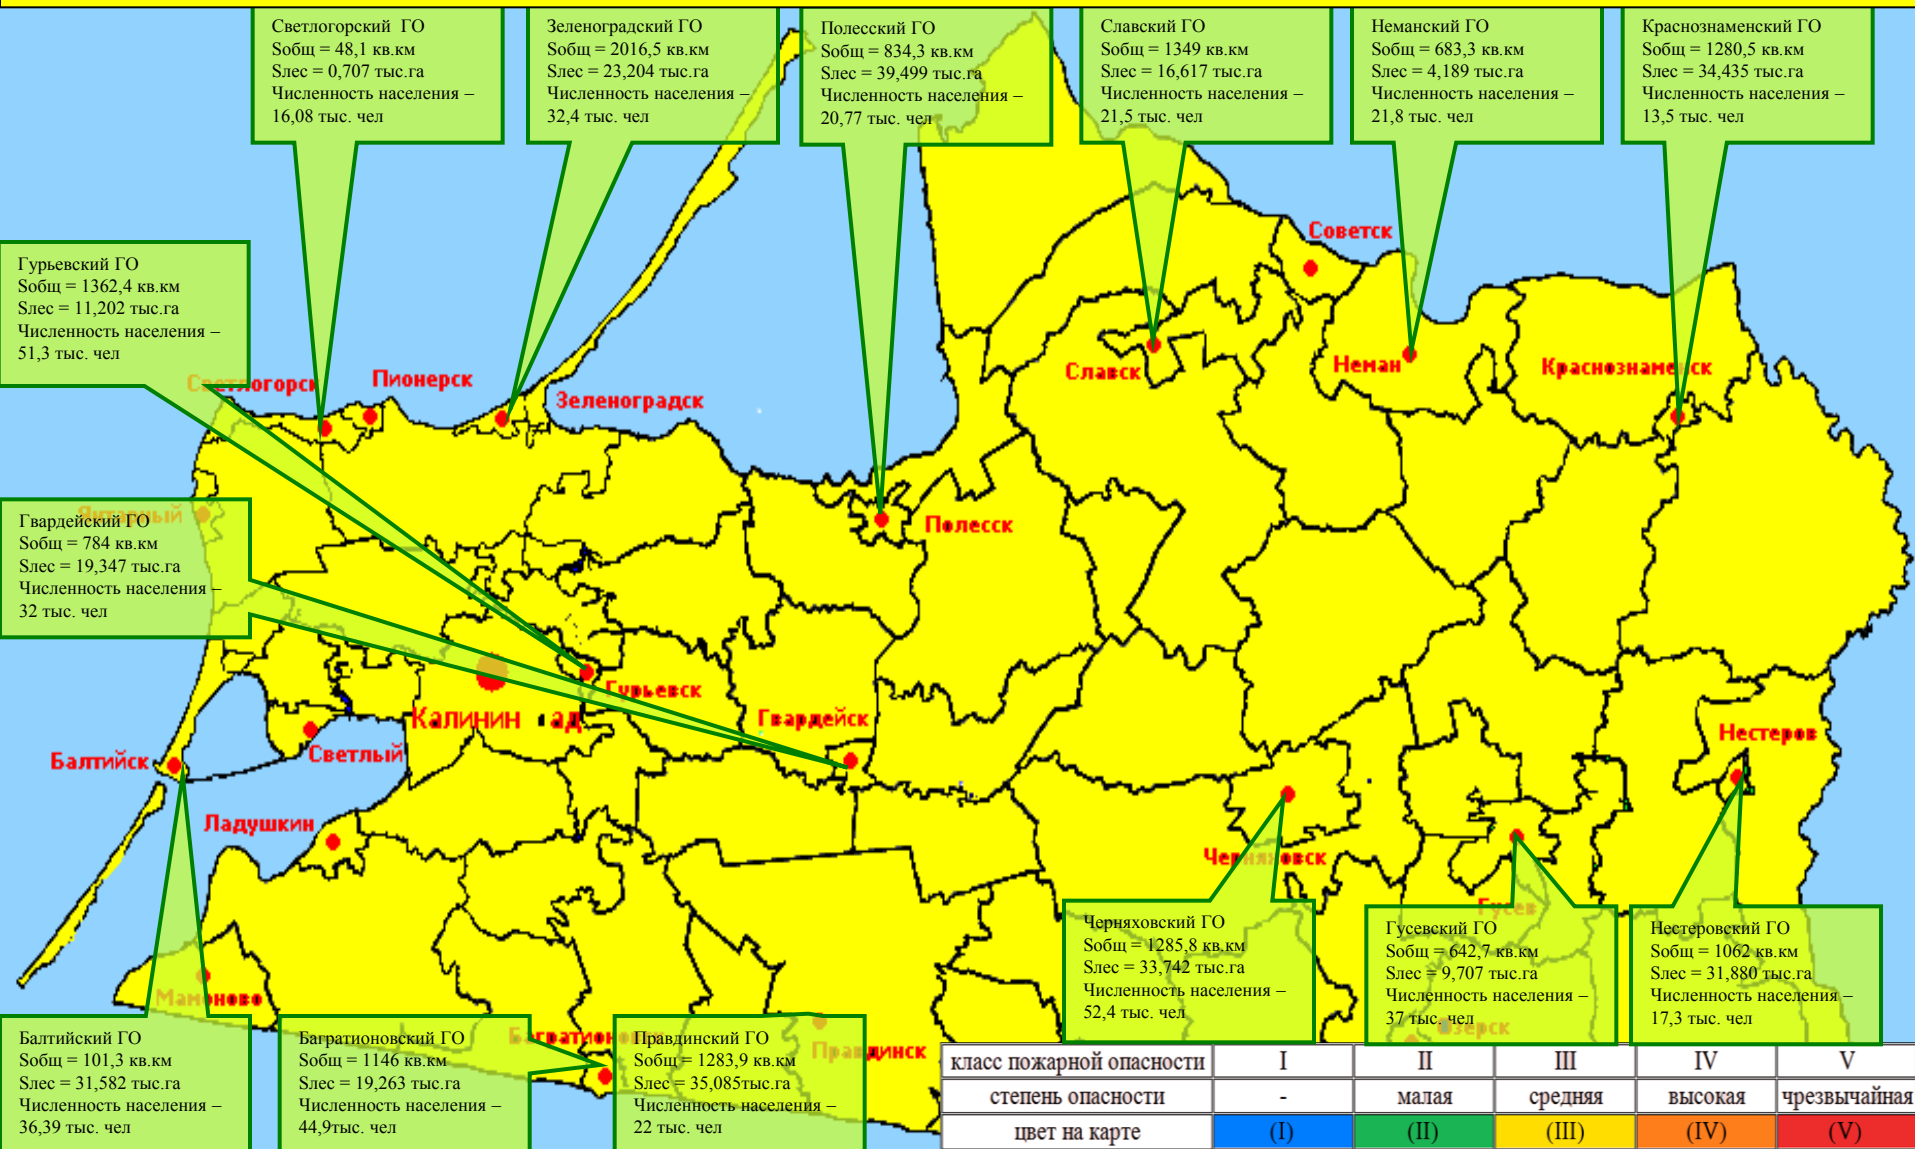 Светлогорский ГО
Sобщ = 48,1 кв.км
Sлес = 0,707 тыс.га
Численность населения –
16,08 тыс. чел
Зеленоградский ГО
Sобщ = 2016,5 кв.км
Sлес = 23,204 тыс.га
Численность населения –
32,4 тыс. чел
Полесский ГО
Sобщ = 834,3 кв.км
Sлес = 39,499 тыс.га
Численность населения –
20,77 тыс. чел
Славский ГО
Sобщ = 1349 кв.км
Sлес = 16,617 тыс.га
Численность населения –
21,5 тыс. чел
Неманский ГО
Sобщ = 683,3 кв.км
Sлес = 4,189 тыс.га
Численность населения –
21,8 тыс. чел
Краснознаменский ГО
Sобщ = 1280,5 кв.км
Sлес = 34,435 тыс.га
Численность населения –
13,5 тыс. чел
Гурьевский ГО
Sобщ = 1362,4 кв.км
Sлес = 11,202 тыс.га
Численность населения –
51,3 тыс. чел
Советск
Славск
Неман
Краснознаменск
Светлогорск
Пионерск
Зеленоградск
Гвардейский ГО
Sобщ = 784 кв.км
Sлес = 19,347 тыс.га
Численность населения –
32 тыс. чел
Янтарный
Полесск
Гурьевск
Калинин ад
Гвардейск
Нестеров
Балтийск
Светлый
Ладушкин
Черняховск
Гусев
Мамоново
Багратионовск
Правдинск
Озерск
Черняховский ГО
Sобщ = 1285,8 кв.км
Sлес = 33,742 тыс.га
Численность населения –
52,4 тыс. чел
Гусевский ГО
Sобщ = 642,7 кв.км
Sлес = 9,707 тыс.га
Численность населения –
37 тыс. чел
Нестеровский ГО
Sобщ = 1062 кв.км
Sлес = 31,880 тыс.га
Численность населения –
17,3 тыс. чел
Балтийский ГО
Sобщ = 101,3 кв.км
Sлес = 31,582 тыс.га
Численность населения –
36,39 тыс. чел
Багратионовский ГО
Sобщ = 1146 кв.км
Sлес = 19,263 тыс.га
Численность населения –
44,9тыс. чел
Правдинский ГО
Sобщ = 1283,9 кв.км
Sлес = 35,085тыс.га
Численность населения –
22 тыс. чел
класс пожарной опасности I II III IV V
степень опасности - малая средняя высокая чрезвычайная
цвет на карте (I) (II) (III) (IV) (V)